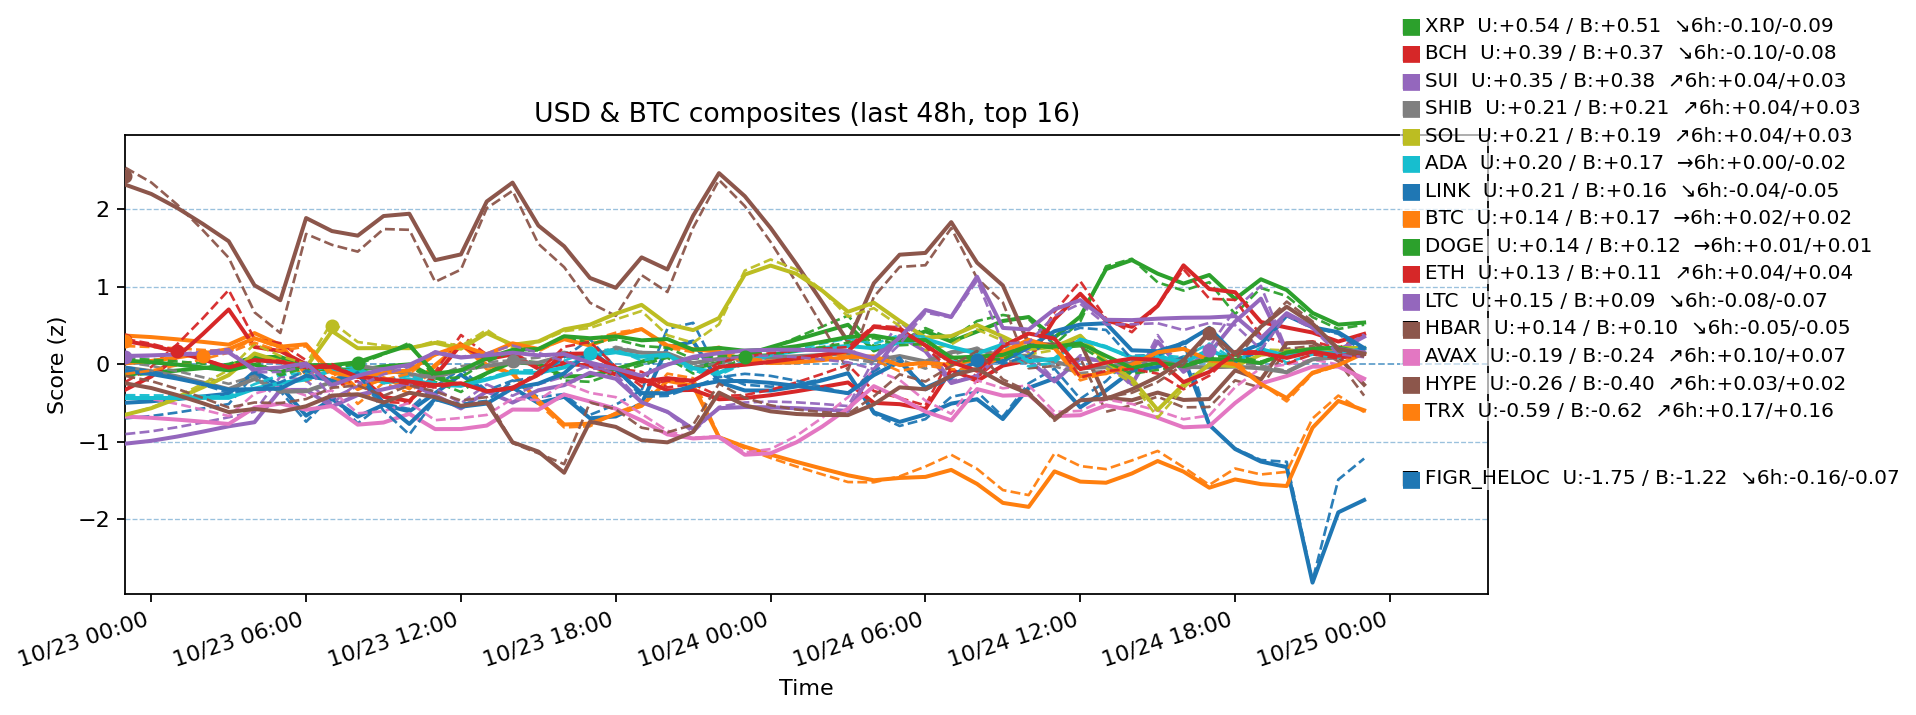 USD & BTC composites (last 48h, top 16)
XRP U:+0.54 / B:+0.51 ↘6h:-0.10/-0.09
BCH U:+0.39 / B:+0.37 ↘6h:-0.10/-0.08
SUI U:+0.35 / B:+0.38 ↗6h:+0.04/+0.03
SHIB U:+0.21 / B:+0.21 ↗6h:+0.04/+0.03
SOL U:+0.21 / B:+0.19 ↗6h:+0.04/+0.03
ADA U:+0.20 / B:+0.17 →6h:+0.00/-0.02
LINK U:+0.21 / B:+0.16 ↘6h:-0.04/-0.05
BTC U:+0.14 / B:+0.17 →6h:+0.02/+0.02
DOGE U:+0.14 / B:+0.12 →6h:+0.01/+0.01
ETH U:+0.13 / B:+0.11 ↗6h:+0.04/+0.04
LTC U:+0.15 / B:+0.09 ↘6h:-0.08/-0.07
HBAR U:+0.14 / B:+0.10 ↘6h:-0.05/-0.05
AVAX U:-0.19 / B:-0.24 ↗6h:+0.10/+0.07
HYPE U:-0.26 / B:-0.40 ↗6h:+0.03/+0.02
TRX U:-0.59 / B:-0.62 ↗6h:+0.17/+0.16
FIGR_HELOC U:-1.75 / B:-1.22 ↘6h:-0.16/-0.07
Score (z)
2
1
0
−1
−2
10/23 00:00
10/23 06:00
10/23 12:00
10/23 18:00
10/24 00:00
10/24 06:00
10/24 12:00
10/24 18:00
10/25 00:00
Time